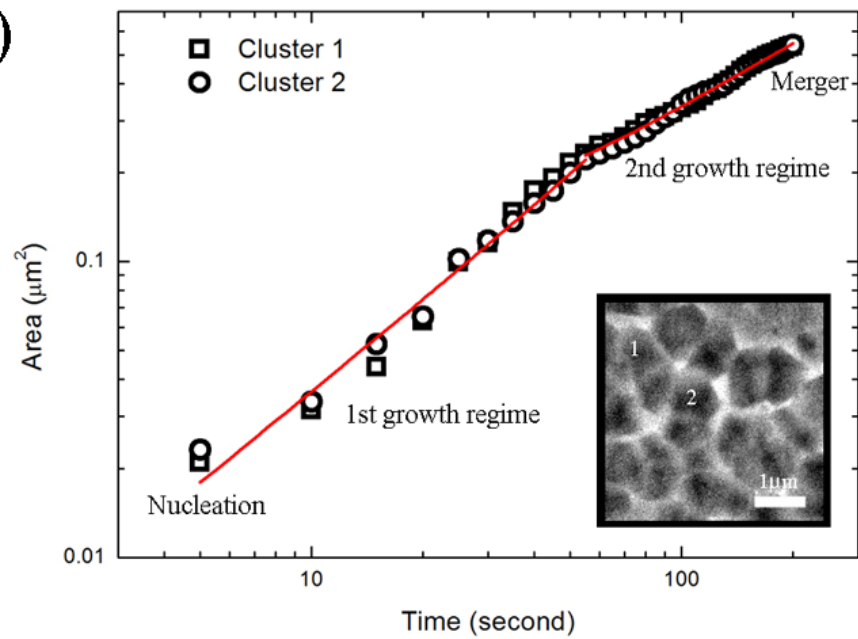 )
Cluster 1
Cluster 2
Merger
2nd growth regime
0.1
Area (μm²)
1
2
1st growth regime
1μm
Nucleation
0.01
10
100
Time (second)